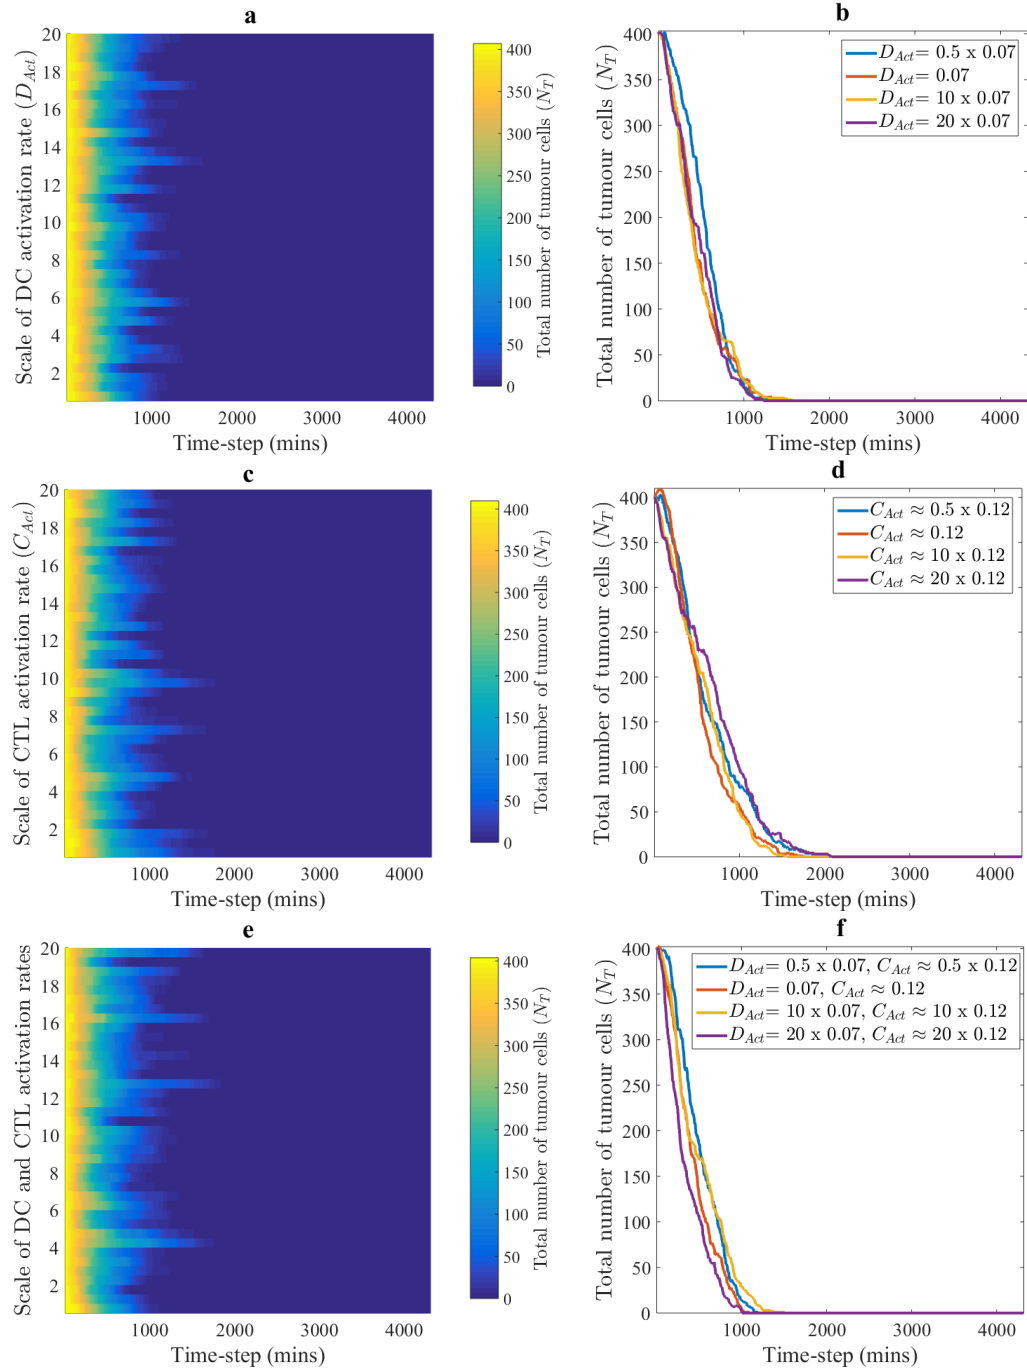 a
Scale of DC activation rate (D_Act)
20
18
16
14
12
10
8
6
4
2
1000 2000 3000 4000
Time-step (mins)
400
350
300
250
200
150
100
50
0
Total number of tumour cells (N_T)
b
Total number of tumour cells (N_T)
400
350
300
250
200
150
100
50
0
1000 2000 3000 4000
Time-step (mins)
D_Act= 0.5 x 0.07
D_Act= 0.07
D_Act= 10 x 0.07
D_Act= 20 x 0.07
c
Scale of CTL activation rate (C_Act)
20
18
16
14
12
10
8
6
4
2
1000 2000 3000 4000
Time-step (mins)
400
350
300
250
200
150
100
50
0
Total number of tumour cells (N_T)
d
Total number of tumour cells (N_T)
400
350
300
250
200
150
100
50
0
1000 2000 3000 4000
Time-step (mins)
C_Act ≈ 0.5 x 0.12
C_Act ≈ 0.12
C_Act ≈ 10 x 0.12
C_Act ≈ 20 x 0.12
e
Scale of DC and CTL activation rates
20
18
16
14
12
10
8
6
4
2
1000 2000 3000 4000
Time-step (mins)
400
350
300
250
200
150
100
50
0
Total number of tumour cells (N_T)
f
Total number of tumour cells (N_T)
400
350
300
250
200
150
100
50
0
1000 2000 3000 4000
Time-step (mins)
D_Act= 0.5 x 0.07, C_Act ≈ 0.5 x 0.12
D_Act= 0.07, C_Act ≈ 0.12
D_Act= 10 x 0.07, C_Act ≈ 10 x 0.12
D_Act= 20 x 0.07, C_Act ≈ 20 x 0.12